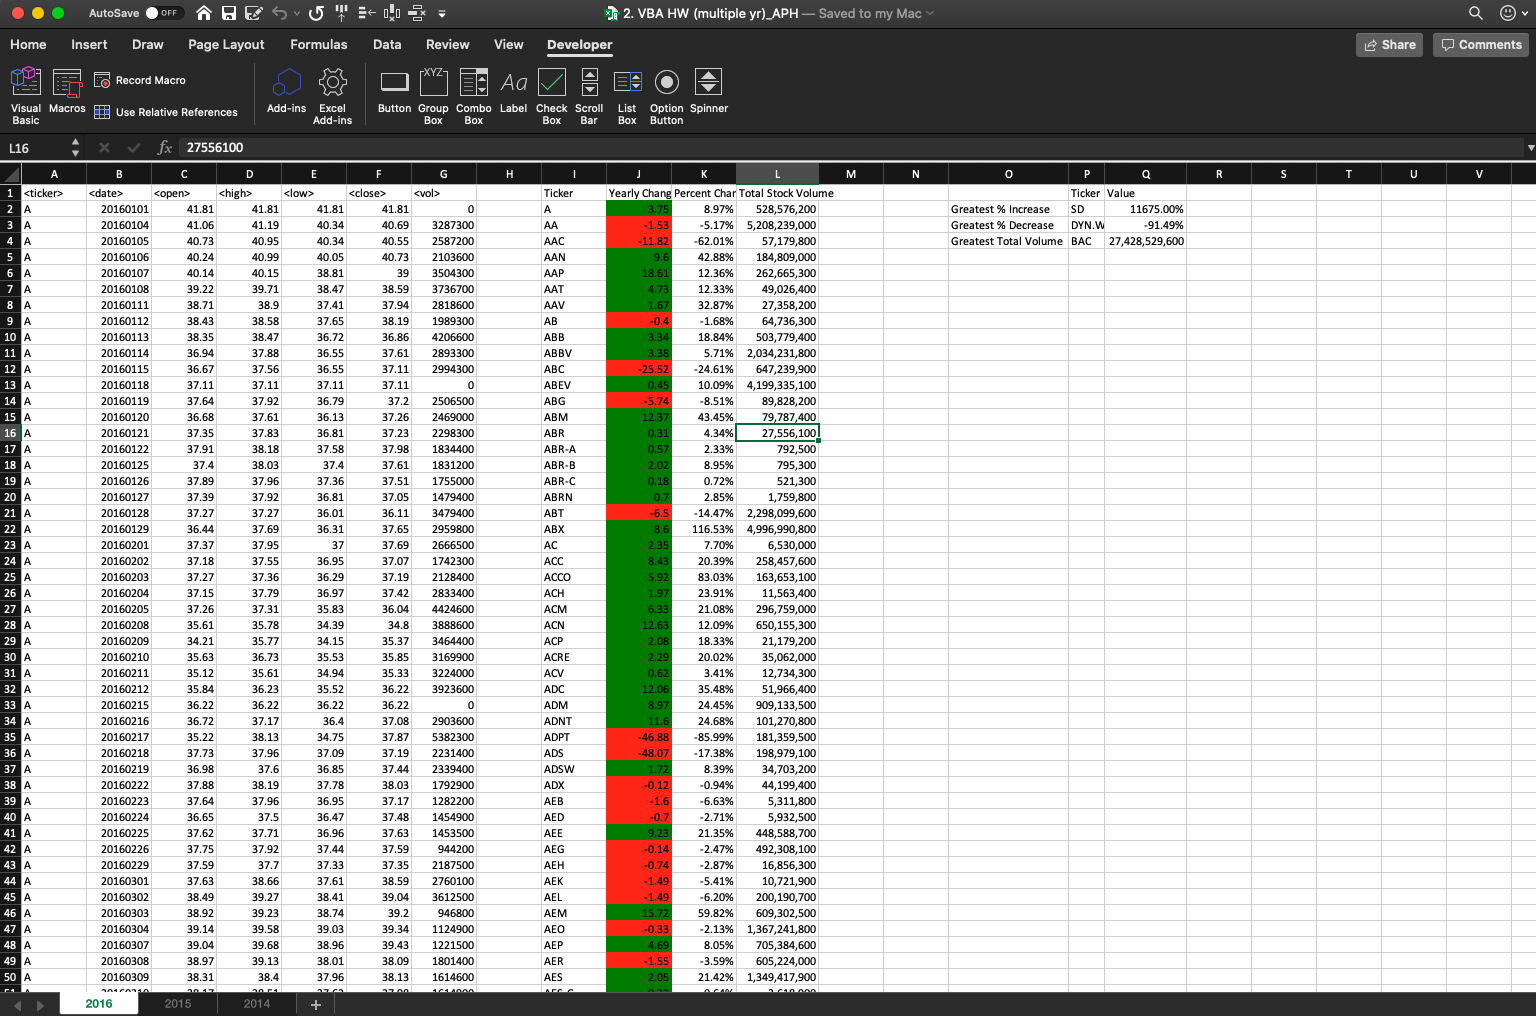 AutoSave OFF 2. VBA HW (multiple yr)_APH — Saved to my Mac
Home Insert Draw Page Layout Formulas Data Review View Developer Share Comments
Visual Basic Macros Record Macro Use Relative References Add-ins Excel Add-ins Button Group Box Combo Box Label Check Box Scroll Bar List Box Option Button Spinner
XYZ Aa
L16 fx 27556100
A B C D E F G H I J K L M N O P Q R S T U V
1 <ticker> <date> <open> <high> <low> <close> <vol> Ticker Yearly Chang Percent Char Total Stock Volume Ticker Value
2 A 20160101 41.81 41.81 41.81 41.81 0 A 3.75 8.97% 528,576,200 Greatest % Increase SD 11675.00%
3 A 20160104 41.06 41.19 40.34 40.69 3287300 AA -1.53 -5.17% 5,208,239,000 Greatest % Decrease DYN.W -91.49%
4 A 20160105 40.73 40.95 40.34 40.55 2587200 AAC -11.82 -62.01% 57,179,800 Greatest Total Volume BAC 27,428,529,600
5 A 20160106 40.24 40.99 40.05 40.73 2103600 AAN 9.6 42.88% 184,809,000
6 A 20160107 40.14 40.15 38.81 39 3504300 AAP 18.61 12.36% 262,665,300
7 A 20160108 39.22 39.71 38.47 38.59 3736700 AAT 4.73 12.33% 49,026,400
8 A 20160111 38.71 38.9 37.41 37.94 2818600 AAV 1.67 32.87% 27,358,200
9 A 20160112 38.43 38.58 37.65 38.19 1989300 AB -0.4 -1.68% 64,736,300
10 A 20160113 38.35 38.47 36.72 36.86 4206600 ABB 3.34 18.84% 503,779,400
11 A 20160114 36.94 37.88 36.55 37.61 2893300 ABBV 3.38 5.71% 2,034,231,800
12 A 20160115 36.67 37.56 36.55 37.11 2994300 ABC -25.52 -24.61% 647,239,900
13 A 20160118 37.11 37.11 37.11 37.11 0 ABEV 0.45 10.09% 4,199,335,100
14 A 20160119 37.64 37.92 36.79 37.2 2506500 ABG -5.74 -8.51% 89,828,200
15 A 20160120 36.68 37.61 36.13 37.26 2469000 ABM 12.37 43.45% 79,787,400
16 A 20160121 37.35 37.83 36.81 37.23 2298300 ABR 0.31 4.34% 27,556,100
17 A 20160122 37.91 38.18 37.58 37.98 1834400 ABR-A 0.57 2.33% 792,500
18 A 20160125 37.4 38.03 37.4 37.61 1831200 ABR-B 2.02 8.95% 795,300
19 A 20160126 37.89 37.96 37.36 37.51 1755000 ABR-C 0.18 0.72% 521,300
20 A 20160127 37.39 37.92 36.81 37.05 1479400 ABRN 0.7 2.85% 1,759,800
21 A 20160128 37.27 37.27 36.01 36.11 3479400 ABT -6.5 -14.47% 2,298,099,600
22 A 20160129 36.44 37.69 36.31 37.65 2959800 ABX 8.6 116.53% 4,996,990,800
23 A 20160201 37.37 37.95 37 37.69 2666500 AC 2.35 7.70% 6,530,000
24 A 20160202 37.18 37.55 36.95 37.07 1742300 ACC 8.43 20.39% 258,457,600
25 A 20160203 37.27 37.36 36.29 37.19 2128400 ACCO 5.92 83.03% 163,653,100
26 A 20160204 37.15 37.79 36.97 37.42 2833400 ACH 1.97 23.91% 11,563,400
27 A 20160205 37.26 37.31 35.83 36.04 4424600 ACM 6.33 21.08% 296,759,000
28 A 20160208 35.61 35.78 34.39 34.8 3888600 ACN 12.63 12.09% 650,155,300
29 A 20160209 34.21 35.77 34.15 35.37 3464400 ACP 2.08 18.33% 21,179,200
30 A 20160210 35.63 36.73 35.53 35.85 3169900 ACRE 2.29 20.02% 35,062,000
31 A 20160211 35.12 35.61 34.94 35.33 3224000 ACV 0.62 3.41% 12,734,300
32 A 20160212 35.84 36.23 35.52 36.22 3923600 ADC 12.06 35.48% 51,966,400
33 A 20160215 36.22 36.22 36.22 36.22 0 ADM 8.97 24.45% 909,133,500
34 A 20160216 36.72 37.17 36.4 37.08 2903600 ADNT 11.6 24.68% 101,270,800
35 A 20160217 35.22 38.13 34.75 37.87 5382300 ADPT -46.88 -85.99% 181,359,500
36 A 20160218 37.73 37.96 37.09 37.19 2231400 ADS -48.07 -17.38% 198,979,100
37 A 20160219 36.98 37.6 36.85 37.44 2339400 ADSW 1.72 8.39% 34,703,200
38 A 20160222 37.88 38.19 37.78 38.03 1792900 ADX -0.12 -0.94% 44,199,400
39 A 20160223 37.64 37.96 36.95 37.17 1282200 AEB -1.6 -6.63% 5,311,800
40 A 20160224 36.65 37.5 36.47 37.48 1454900 AED -0.7 -2.71% 5,932,500
41 A 20160225 37.62 37.71 36.96 37.63 1453500 AEE 9.23 21.35% 448,588,700
42 A 20160226 37.75 37.92 37.44 37.59 944200 AEG -0.14 -2.47% 492,308,100
43 A 20160229 37.59 37.7 37.33 37.35 2187500 AEH -0.74 -2.87% 16,856,300
44 A 20160301 37.63 38.66 37.61 38.59 2760100 AEK -1.49 -5.41% 10,721,900
45 A 20160302 38.49 39.27 38.41 39.04 3612500 AEL -1.49 -6.20% 200,190,700
46 A 20160303 38.92 39.23 38.74 39.2 946800 AEM 15.72 59.82% 609,302,500
47 A 20160304 39.14 39.58 39.03 39.34 1124900 AEO -0.33 -2.13% 1,367,241,800
48 A 20160307 39.04 39.68 38.96 39.43 1221500 AEP 4.69 8.05% 705,384,600
49 A 20160308 38.97 39.13 38.01 38.09 1801400 AER -1.55 -3.59% 605,224,000
50 A 20160309 38.31 38.4 37.96 38.13 1614600 AES 2.05 21.42% 1,349,417,900
2016 2015 2014 +